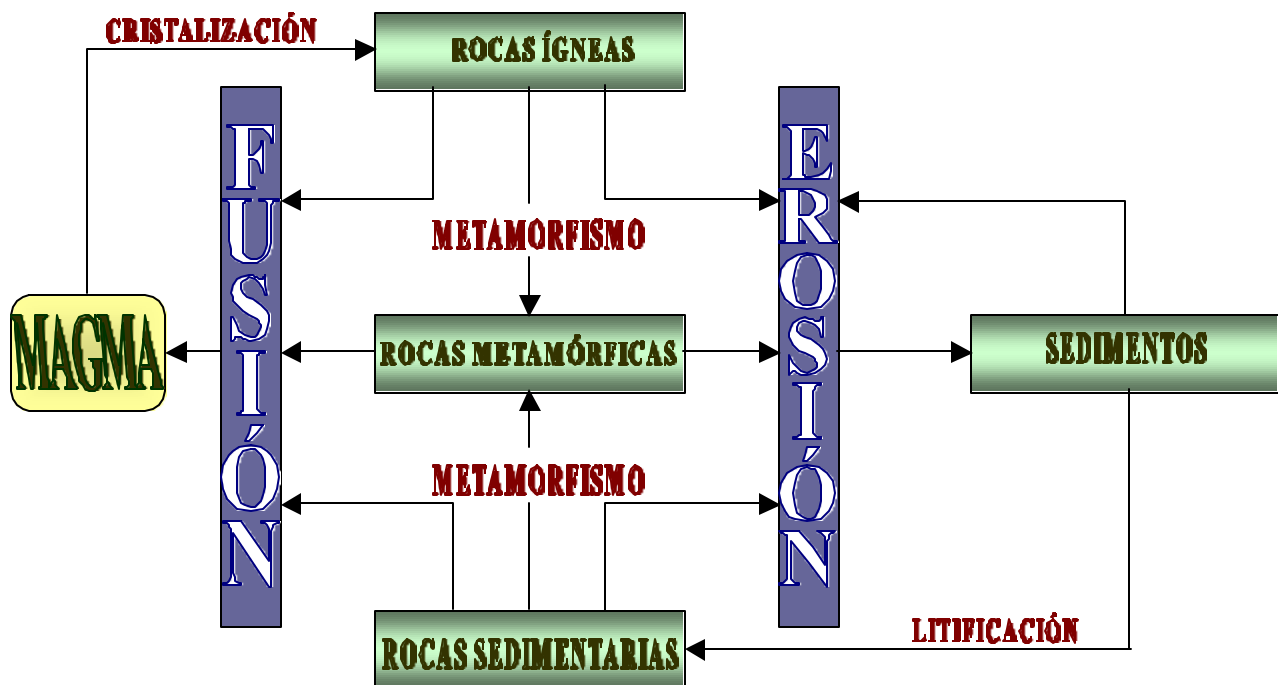 CRISTALIZACIÓN
ROCAS ÍGNEAS
FUSIÓN
EROSIÓN
METAMORFISMO
MAGMA
ROCAS METAMÓRFICAS
SEDIMENTOS
METAMORFISMO
LITIFICACIÓN
ROCAS SEDIMENTARIAS